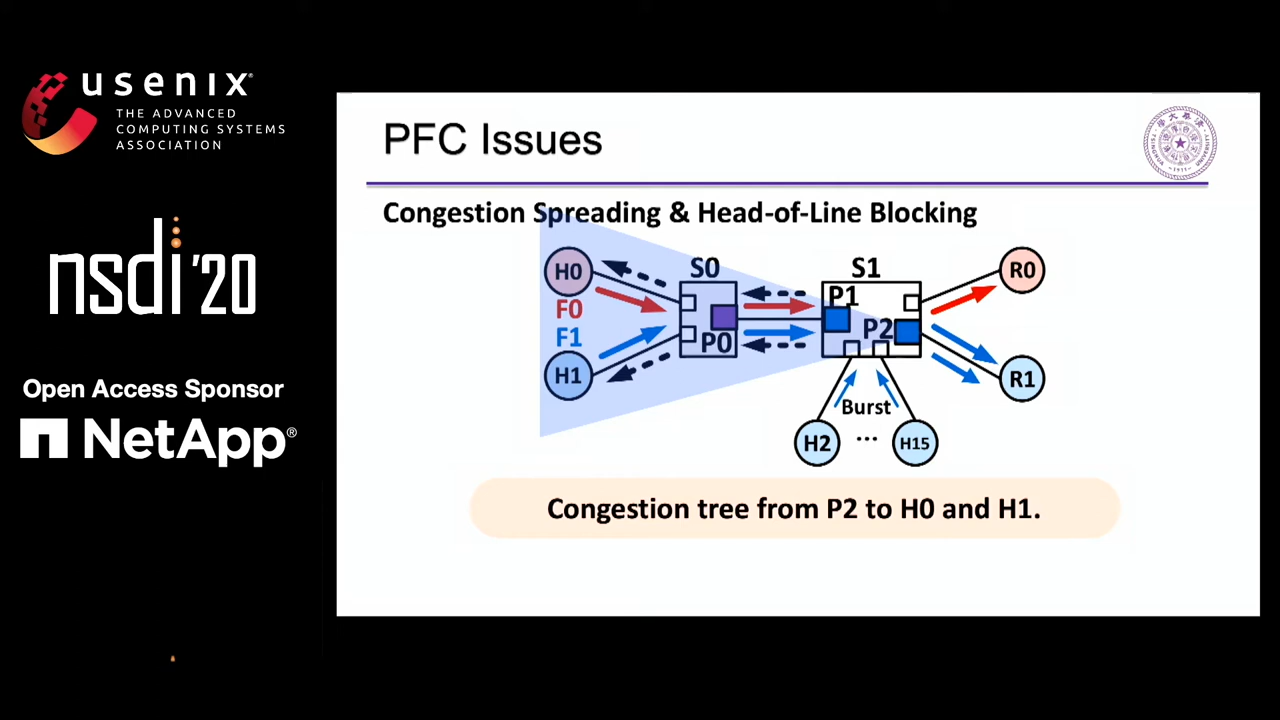 usenix®
THE ADVANCED
COMPUTING SYSTEMS
ASSOCIATION
nsdi '20
Open Access Sponsor
NetApp®
PFC Issues
Congestion Spreading & Head-of-Line Blocking
H0
S0
S1
R0
F0
P1
F1
P0
P2
H1
R1
Burst
H2
...
H15
Congestion tree from P2 to H0 and H1.